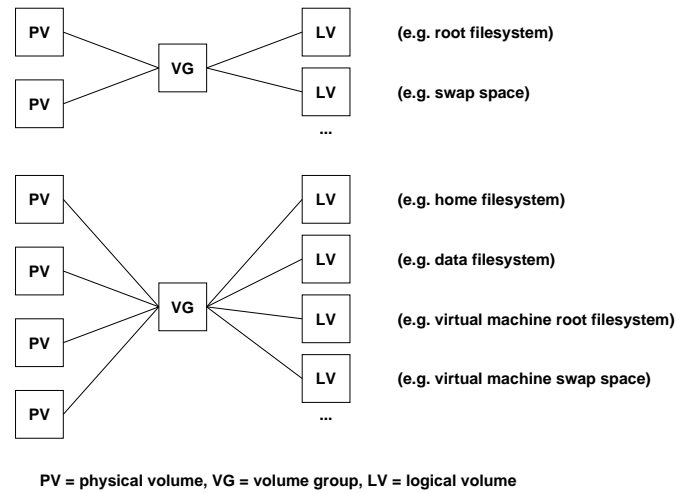 PV LV (e.g. root filesystem)
VG
PV LV (e.g. swap space)
...
PV LV (e.g. home filesystem)
PV LV (e.g. data filesystem)
VG
PV LV (e.g. virtual machine root filesystem)
PV LV (e.g. virtual machine swap space)
...
PV = physical volume, VG = volume group, LV = logical volume